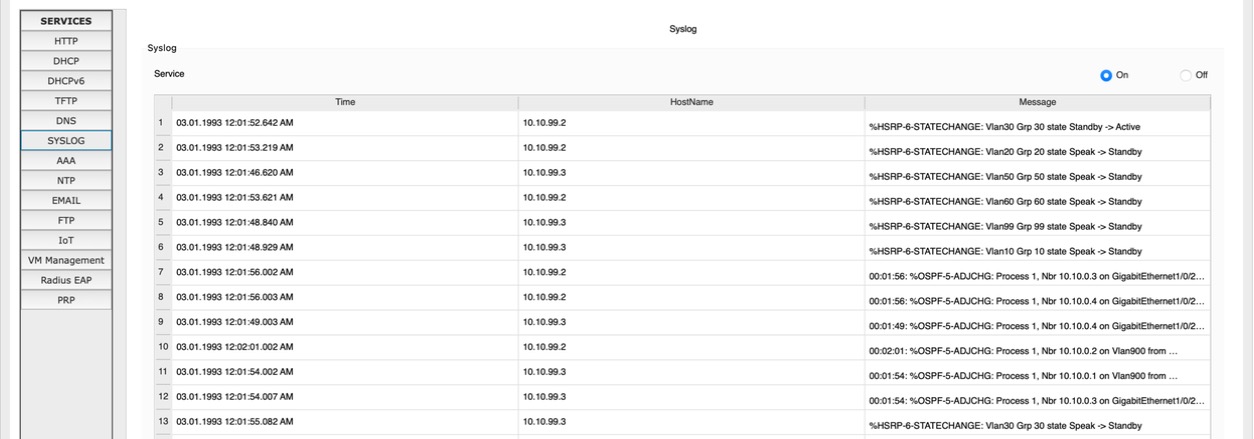 SERVICES
HTTP
DHCP
DHCPv6
TFTP
DNS
SYSLOG
AAA
NTP
EMAIL
FTP
IoT
VM Management
Radius EAP
PRP
Syslog
Syslog
Service On Off
Time HostName Message
1 03.01.1993 12:01:52.642 AM 10.10.99.2 %HSRP-6-STATECHANGE: Vlan30 Grp 30 state Standby -> Active
2 03.01.1993 12:01:53.219 AM 10.10.99.2 %HSRP-6-STATECHANGE: Vlan20 Grp 20 state Speak -> Standby
3 03.01.1993 12:01:46.620 AM 10.10.99.3 %HSRP-6-STATECHANGE: Vlan50 Grp 50 state Speak -> Standby
4 03.01.1993 12:01:53.621 AM 10.10.99.2 %HSRP-6-STATECHANGE: Vlan60 Grp 60 state Speak -> Standby
5 03.01.1993 12:01:48.840 AM 10.10.99.3 %HSRP-6-STATECHANGE: Vlan99 Grp 99 state Speak -> Standby
6 03.01.1993 12:01:48.929 AM 10.10.99.3 %HSRP-6-STATECHANGE: Vlan10 Grp 10 state Speak -> Standby
7 03.01.1993 12:01:56.002 AM 10.10.99.2 00:01:56: %OSPF-5-ADJCHG: Process 1, Nbr 10.10.0.3 on GigabitEthernet1/0/2...
8 03.01.1993 12:01:56.003 AM 10.10.99.2 00:01:56: %OSPF-5-ADJCHG: Process 1, Nbr 10.10.0.4 on GigabitEthernet1/0/2...
9 03.01.1993 12:01:49.003 AM 10.10.99.3 00:01:49: %OSPF-5-ADJCHG: Process 1, Nbr 10.10.0.4 on GigabitEthernet1/0/2...
10 03.01.1993 12:02:01.002 AM 10.10.99.2 00:02:01: %OSPF-5-ADJCHG: Process 1, Nbr 10.10.0.2 on Vlan900 from ...
11 03.01.1993 12:01:54.002 AM 10.10.99.3 00:01:54: %OSPF-5-ADJCHG: Process 1, Nbr 10.10.0.1 on Vlan900 from ...
12 03.01.1993 12:01:54.007 AM 10.10.99.3 00:01:54: %OSPF-5-ADJCHG: Process 1, Nbr 10.10.0.3 on GigabitEthernet1/0/2...
13 03.01.1993 12:01:55.082 AM 10.10.99.3 %HSRP-6-STATECHANGE: Vlan30 Grp 30 state Speak -> Standby